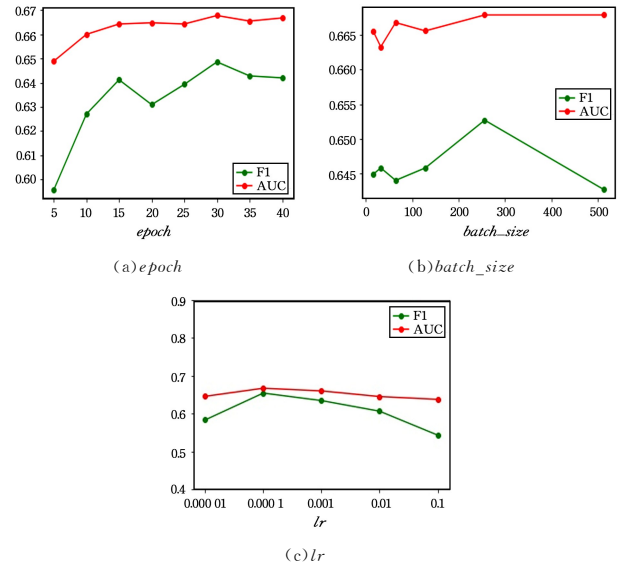 0.67
0.66
0.65
0.64
0.63
0.62
0.61
0.60
F1
AUC
5 10 15 20 25 30 35 40
epoch
(a)epoch
0.665
0.660
0.655
0.650
0.645
F1
AUC
0 100 200 300 400 500
batch_size
(b)batch_size
0.9
0.8
0.7
0.6
0.5
0.4
F1
AUC
0.000 01 0.000 1 0.001 0.01 0.1
lr
(c)lr